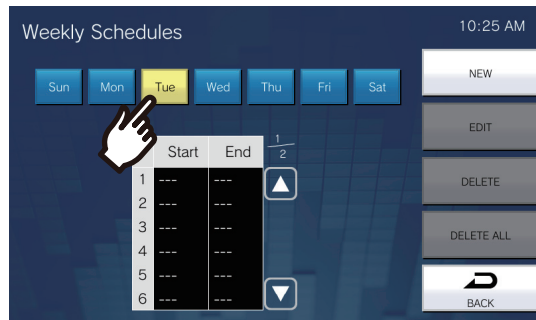 Weekly Schedules
10:25 AM
Sun Mon Tue Wed Thu Fri Sat
Start End 1/2
1 --- ---
2 --- ---
3 --- ---
4 --- ---
5 --- ---
6 --- ---
NEW
EDIT
DELETE
DELETE ALL
BACK